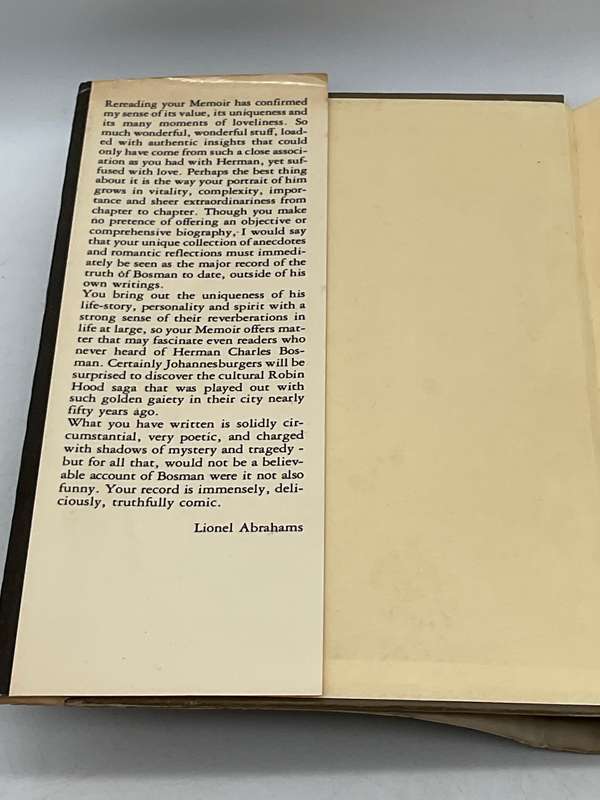 Rereading your Memoir has confirmed
my sense of its value, its uniqueness and
its many moments of loveliness. So
much wonderful, wonderful stuff, load-
ed with authentic insights that could
only have come from such a close associ-
ation as you had with Herman, yet suf-
fused with love. Perhaps the best thing
about it is the way your portrait of him
grows in vitality, complexity, impor-
tance and sheer extraordinariness from
chapter to chapter. Though you make
no pretence of offering an objective or
comprehensive biography, I would say
that your unique collection of anecdotes
and romantic reflections must immedi-
ately be seen as the major record of the
truth of Bosman to date, outside of his
own writings.
You bring out the uniqueness of his
life-story, personality and spirit with a
strong sense of their reverberations in
life at large, so your Memoir offers mat-
ter that may fascinate even readers who
never heard of Herman Charles Bos-
man. Certainly Johannesburgers will be
surprised to discover the cultural Robin
Hood saga that was played out with
such golden gaiety in their city nearly
fifty years ago.
What you have written is solidly cir-
cumstantial, very poetic, and charged
with shadows of mystery and tragedy -
but for all that, would not be a believ-
able account of Bosman were it not also
funny. Your record is immensely, deli-
ciously, truthfully comic.
Lionel Abrahams